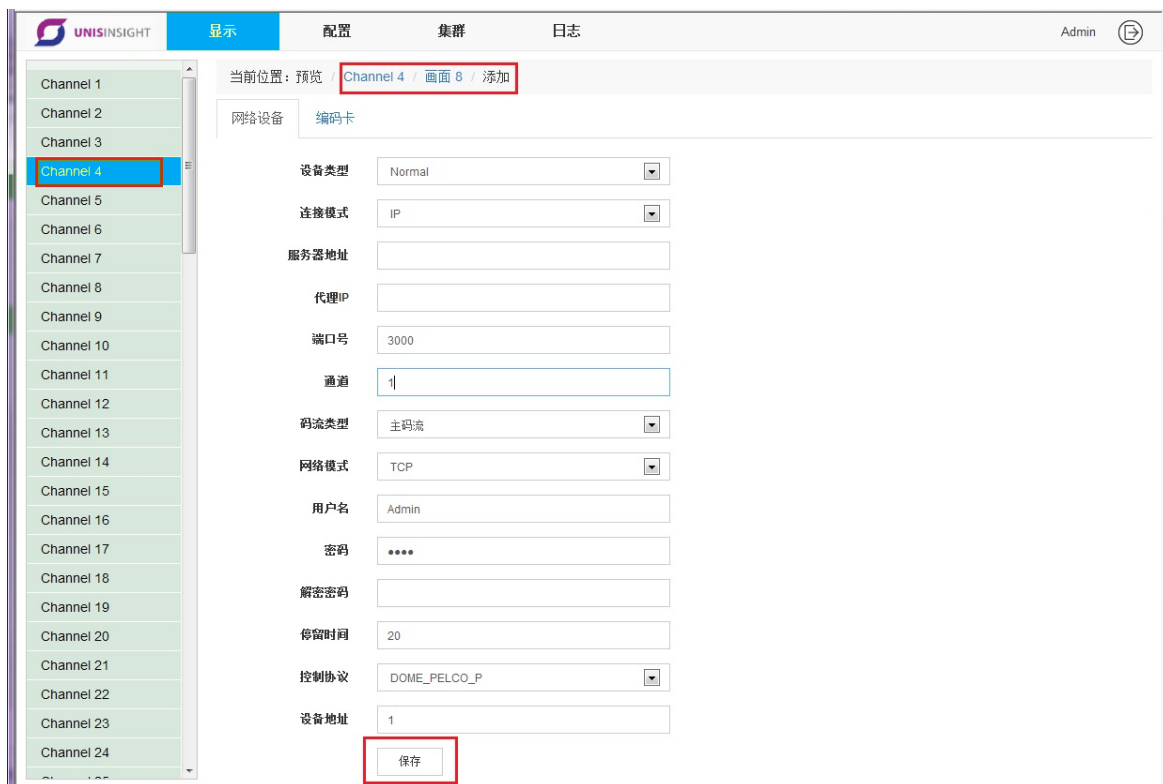 UNISINSIGHT 显示 配置 集群 日志 Admin
当前位置：预览 / Channel 4 / 画面 8 / 添加
网络设备 编码卡
Channel 1
Channel 2
Channel 3
Channel 4
Channel 5
Channel 6
Channel 7
Channel 8
Channel 9
Channel 10
Channel 11
Channel 12
Channel 13
Channel 14
Channel 15
Channel 16
Channel 17
Channel 18
Channel 19
Channel 20
Channel 21
Channel 22
Channel 23
Channel 24
设备类型 Normal
连接模式 IP
服务器地址
代理IP
端口号 3000
通道 1
码流类型 主码流
网络模式 TCP
用户名 Admin
密码 ●●●●
解密密码
停留时间 20
控制协议 DOME_PELCO_P
设备地址 1
保存